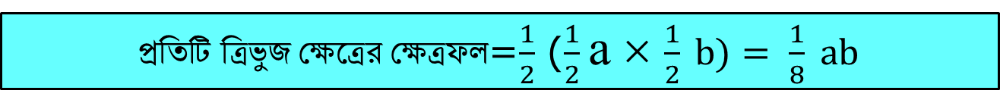 প্রতিটি ত্রিভুজ ক্ষেত্রের ক্ষেত্রফল=½ (½ a × ½ b) = ⅛ ab